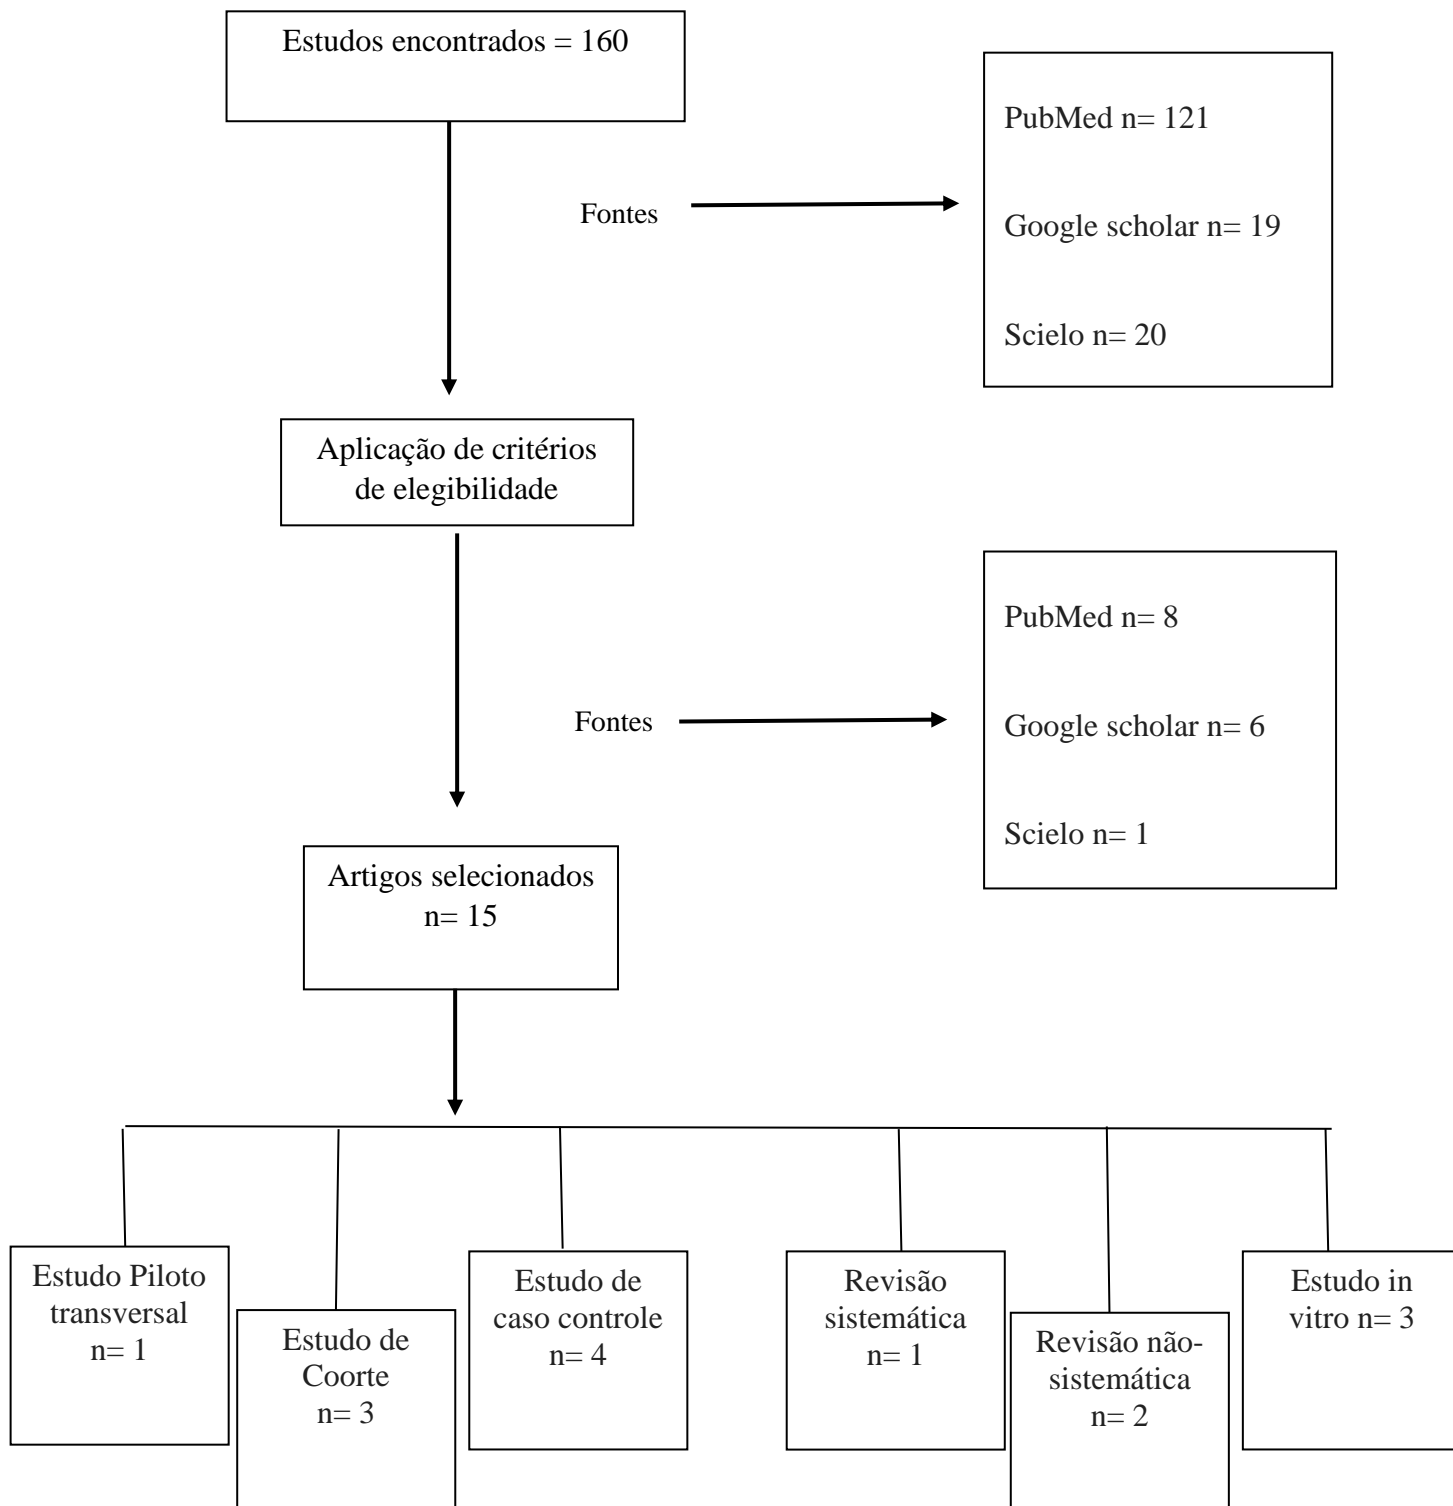 Estudos encontrados = 160
Fontes
PubMed n= 121
Google scholar n= 19
Scielo n= 20
Aplicação de critérios
de elegibilidade
Fontes
PubMed n= 8
Google scholar n= 6
Scielo n= 1
Artigos selecionados
n= 15
Estudo Piloto
transversal
n= 1
Estudo de
Coorte
n= 3
Estudo de
caso controle
n= 4
Revisão
sistemática
n= 1
Revisão não-
sistemática
n= 2
Estudo in
vitro n= 3